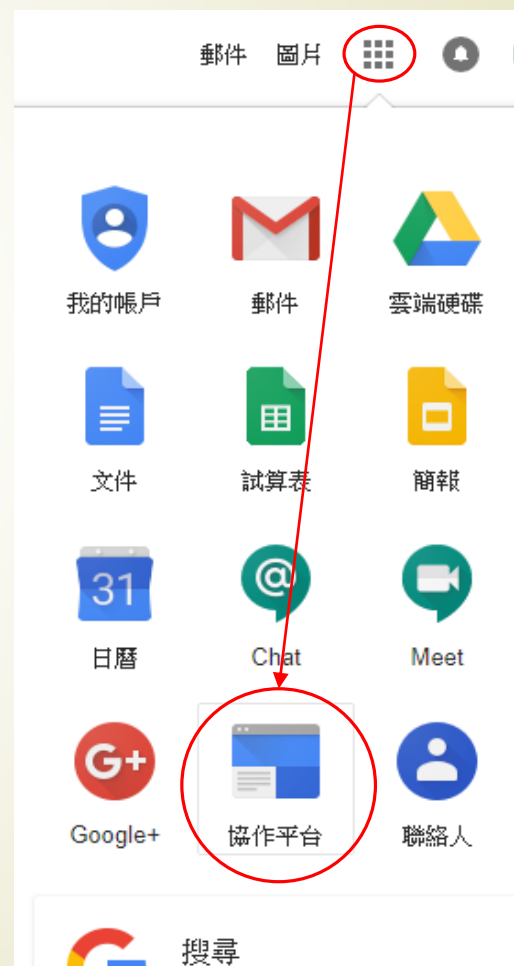 郵件 圖片
我的帳戶 郵件 雲端硬碟
文件 試算表 簡報
31
日曆 Chat Meet
G+
Google+ 協作平台 聯絡人
搜尋